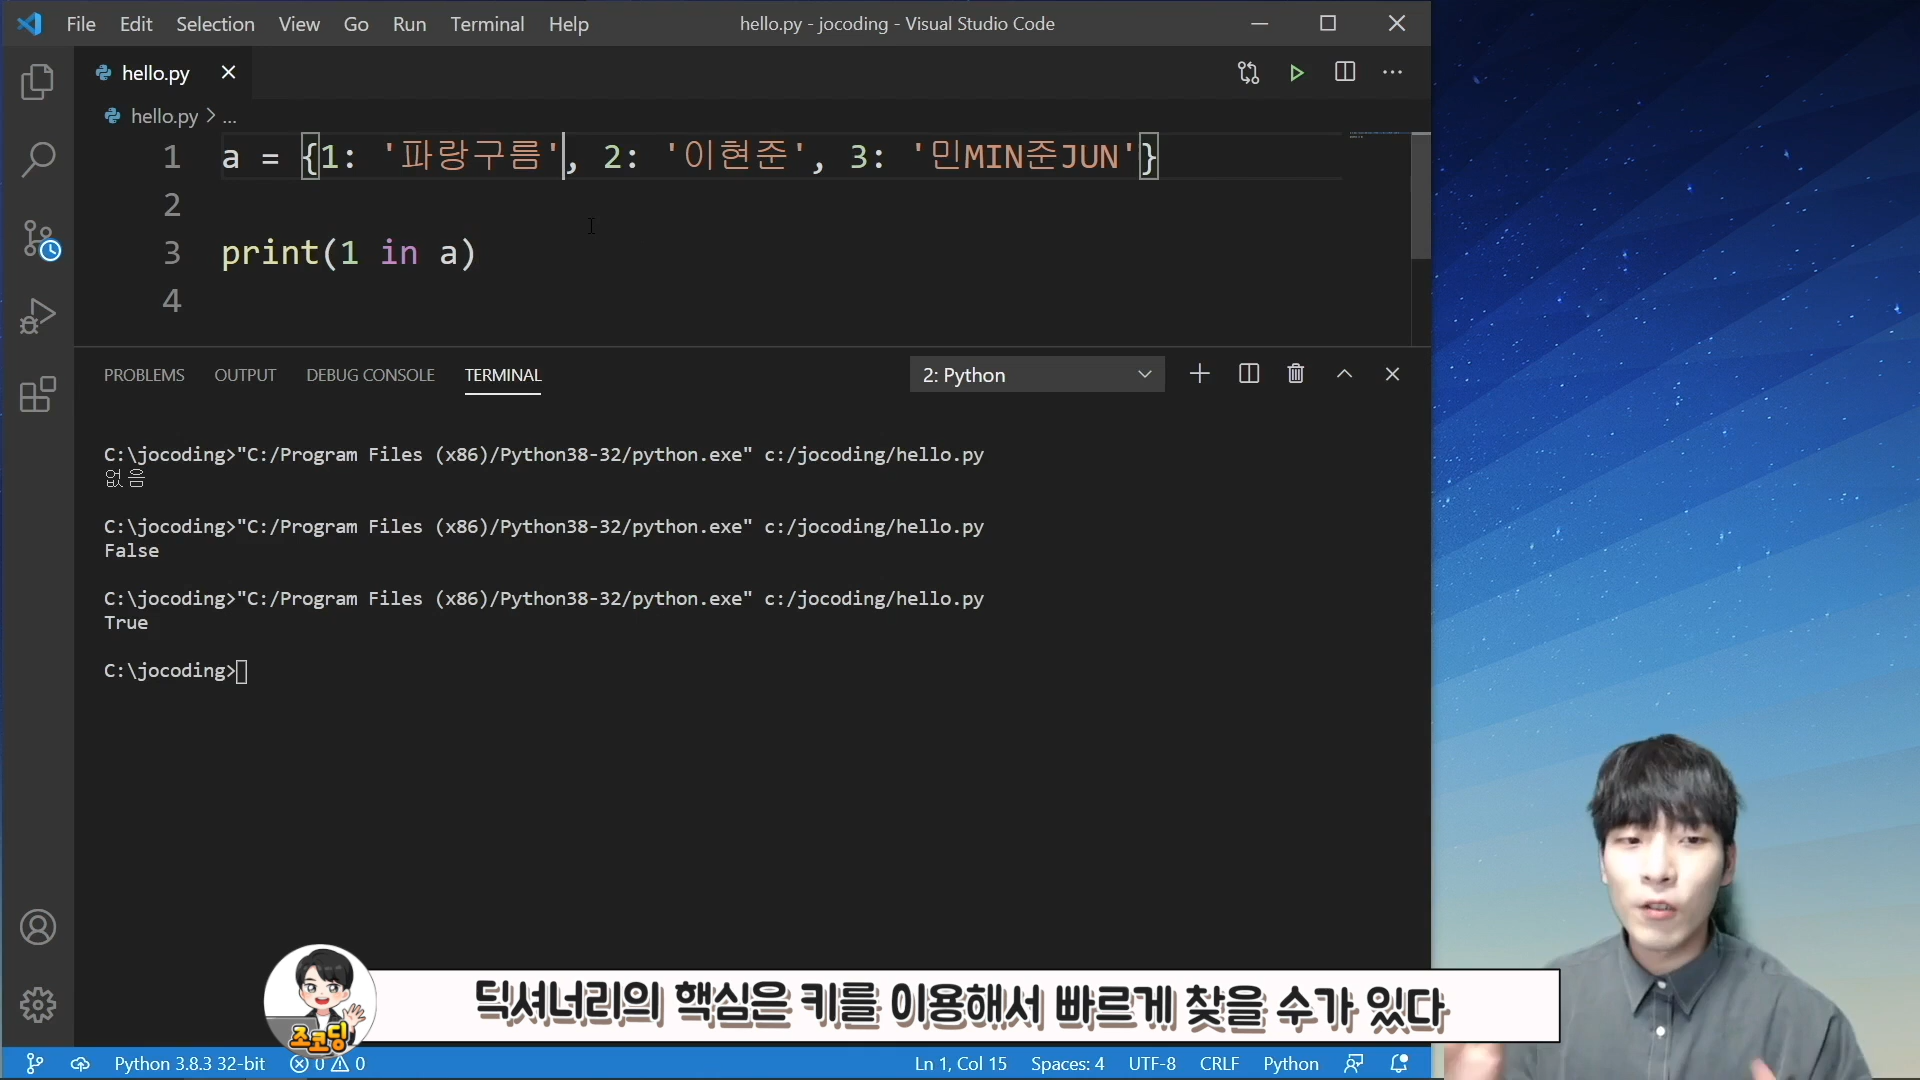 File Edit Selection View Go Run Terminal Help hello.py - jocoding - Visual Studio Code
hello.py
hello.py > ...
1 a = {1: '파랑구름', 2: '이현준', 3: '민MIN준JUN'}
2
3 print(1 in a)
4
PROBLEMS OUTPUT DEBUG CONSOLE TERMINAL 2: Python
C:\jocoding>"C:/Program Files (x86)/Python38-32/python.exe" c:/jocoding/hello.py
없음
C:\jocoding>"C:/Program Files (x86)/Python38-32/python.exe" c:/jocoding/hello.py
False
C:\jocoding>"C:/Program Files (x86)/Python38-32/python.exe" c:/jocoding/hello.py
True
C:\jocoding>
조코딩
딕셔너리의 핵심은 키를 이용해서 빠르게 찾을 수가 있다
Python 3.8.3 32-bit 0 0 Ln 1, Col 15 Spaces: 4 UTF-8 CRLF Python